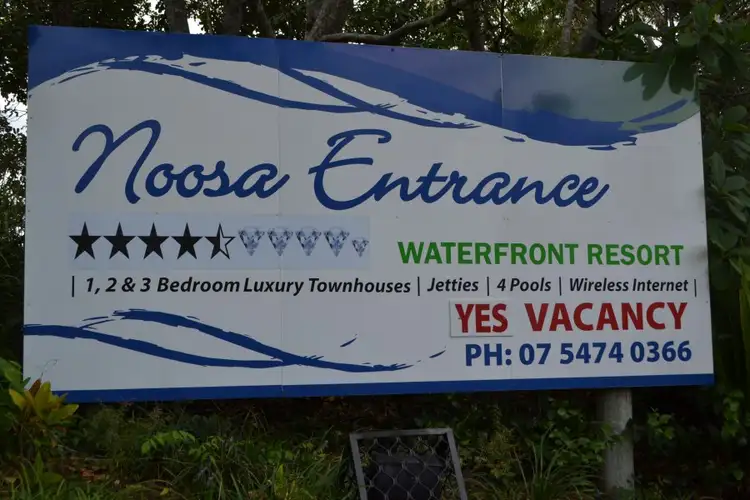 Noosa Entrance
WATERFRONT RESORT
| 1, 2 & 3 Bedroom Luxury Townhouses | Jetties | 4 Pools | Wireless Internet |
YES VACANCY
PH: 07 5474 0366